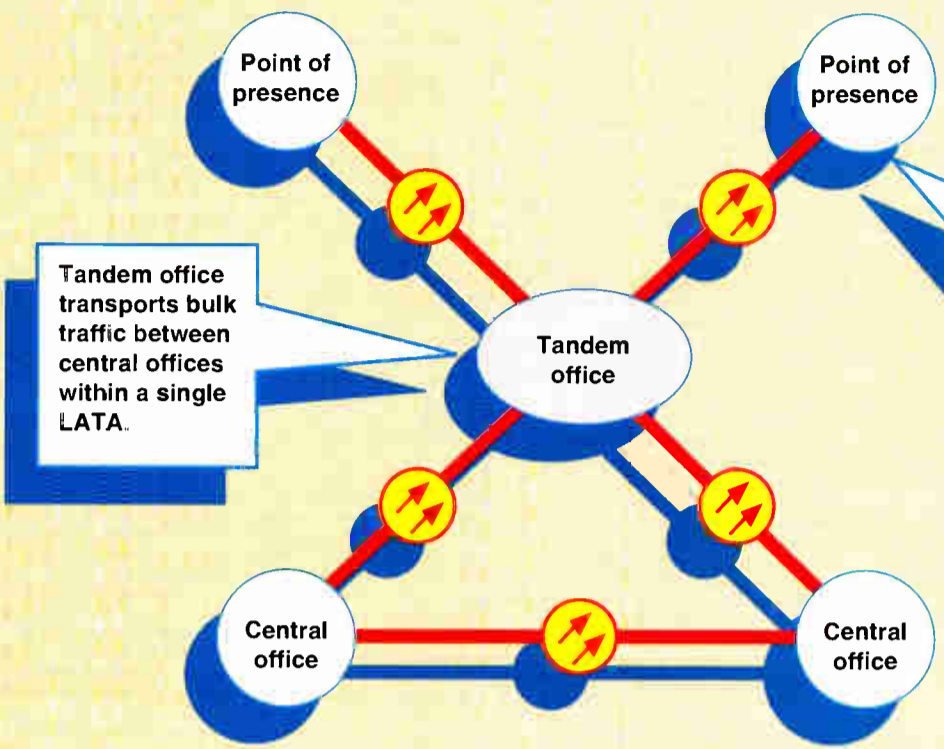 Point of
presence
Point of
presence
Tandem office
transports bulk
traffic between
central offices
within a single
LATA.
Tandem
office
Central
office
Central
office